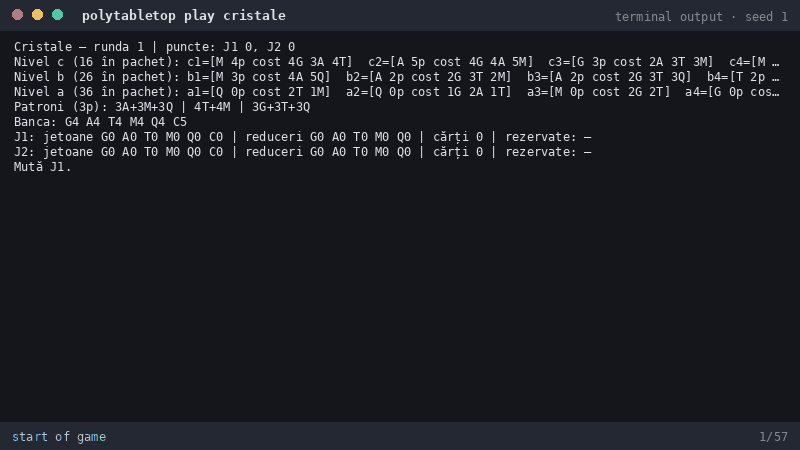 polytabletop play cristale
terminal output · seed 1
Cristale — runda 1 | puncte: J1 0, J2 0
Nivel c (16 în pachet): c1=[M 4p cost 4G 3A 4T]  c2=[A 5p cost 4G 4A 5M]  c3=[G 3p cost 2A 3T 3M]  c4=[M …
Nivel b (26 în pachet): b1=[M 3p cost 4A 5Q]  b2=[A 2p cost 2G 3T 2M]  b3=[A 2p cost 2G 3T 3Q]  b4=[T 2p …
Nivel a (36 în pachet): a1=[Q 0p cost 2T 1M]  a2=[Q 0p cost 1G 2A 1T]  a3=[M 0p cost 2G 2T]  a4=[G 0p cos…
Patroni (3p): 3A+3M+3Q | 4T+4M | 3G+3T+3Q
Banca: G4 A4 T4 M4 Q4 C5
J1: jetoane G0 A0 T0 M0 Q0 C0 | reduceri G0 A0 T0 M0 Q0 | cărți 0 | rezervate: —
J2: jetoane G0 A0 T0 M0 Q0 C0 | reduceri G0 A0 T0 M0 Q0 | cărți 0 | rezervate: —
Mută J1.
start of game
1/57